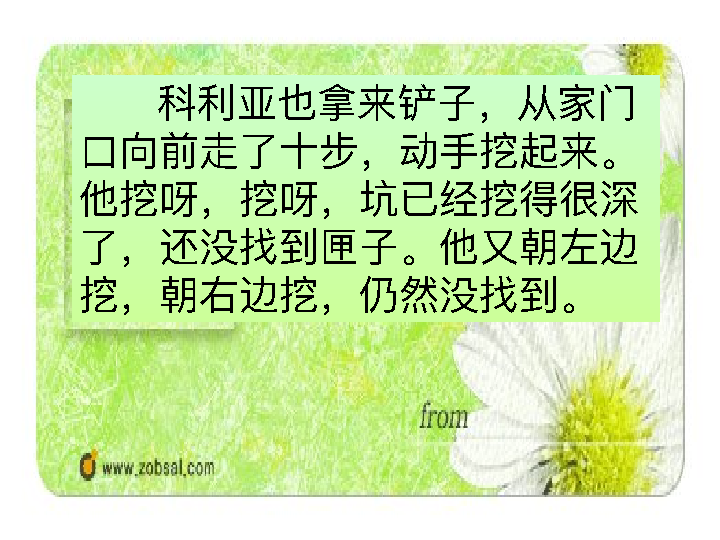 科利亚也拿来铲子，从家门
口向前走了十步，动手挖起来。
他挖呀，挖呀，坑已经挖得很深
了，还没找到匣子。他又朝左边
挖，朝右边挖，仍然没找到。
from
www.zobsai.com